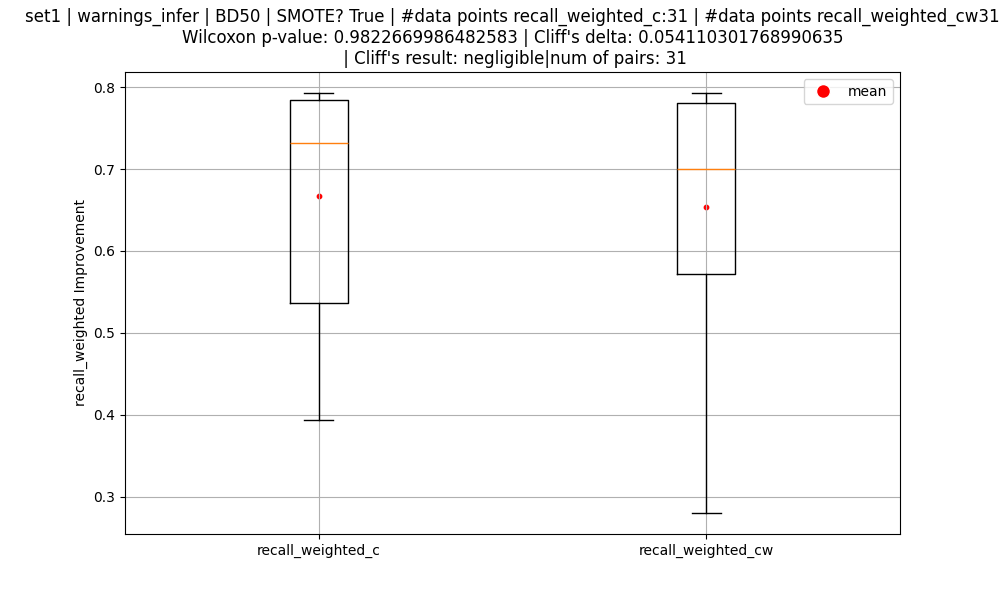 set1 | warnings_infer | BD50 | SMOTE? True | #data points recall_weighted_c:31 | #data points recall_weighted_cw31
Wilcoxon p-value: 0.9822669986482583 | Cliff's delta: 0.054110301768990635
| Cliff's result: negligible|num of pairs: 31
mean
recall_weighted Improvement
0.8
0.7
0.6
0.5
0.4
0.3
recall_weighted_c
recall_weighted_cw